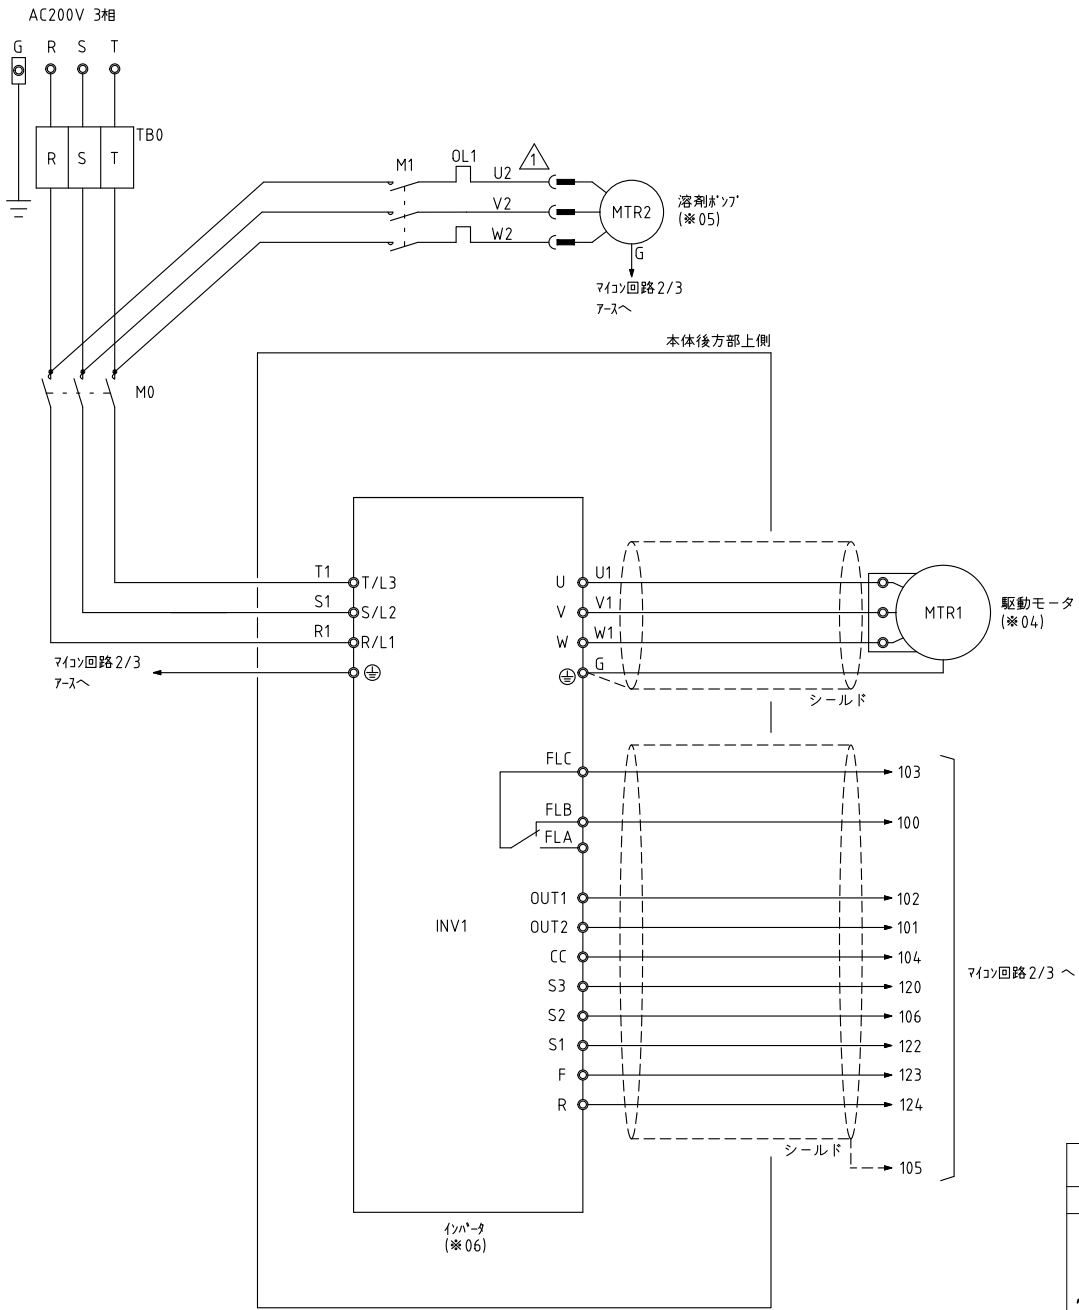 AC200V 3相
G R S T
TB0
R S T
M1 OL1 1
U2
V2
W2
MTR2
溶剤ポンプ
(※05)
G
マイコン回路2/3
アースへ
本体後方部上側
M0
T1 T/L3
S1 S/L2
R1 R/L1
マイコン回路2/3
アースへ
U U1
V V1
W W1
G
MTR1
駆動モータ
(※04)
シールド
FLC 103
FLB 100
FLA
OUT1 102
INV1
OUT2 101
CC 104
S3 120
S2 106
S1 122
F 123
R 124
マイコン回路2/3 へ
シールド
105
インバータ
(※06)